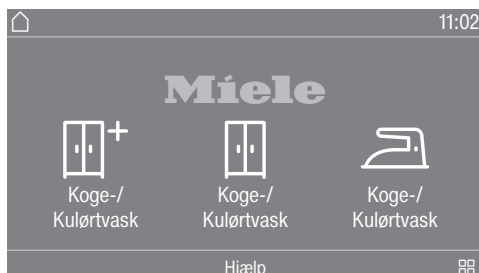 11:02
Miele
Koge-/
Kulørtvask
Koge-/
Kulørtvask
Koge-/
Kulørtvask
Hjælp